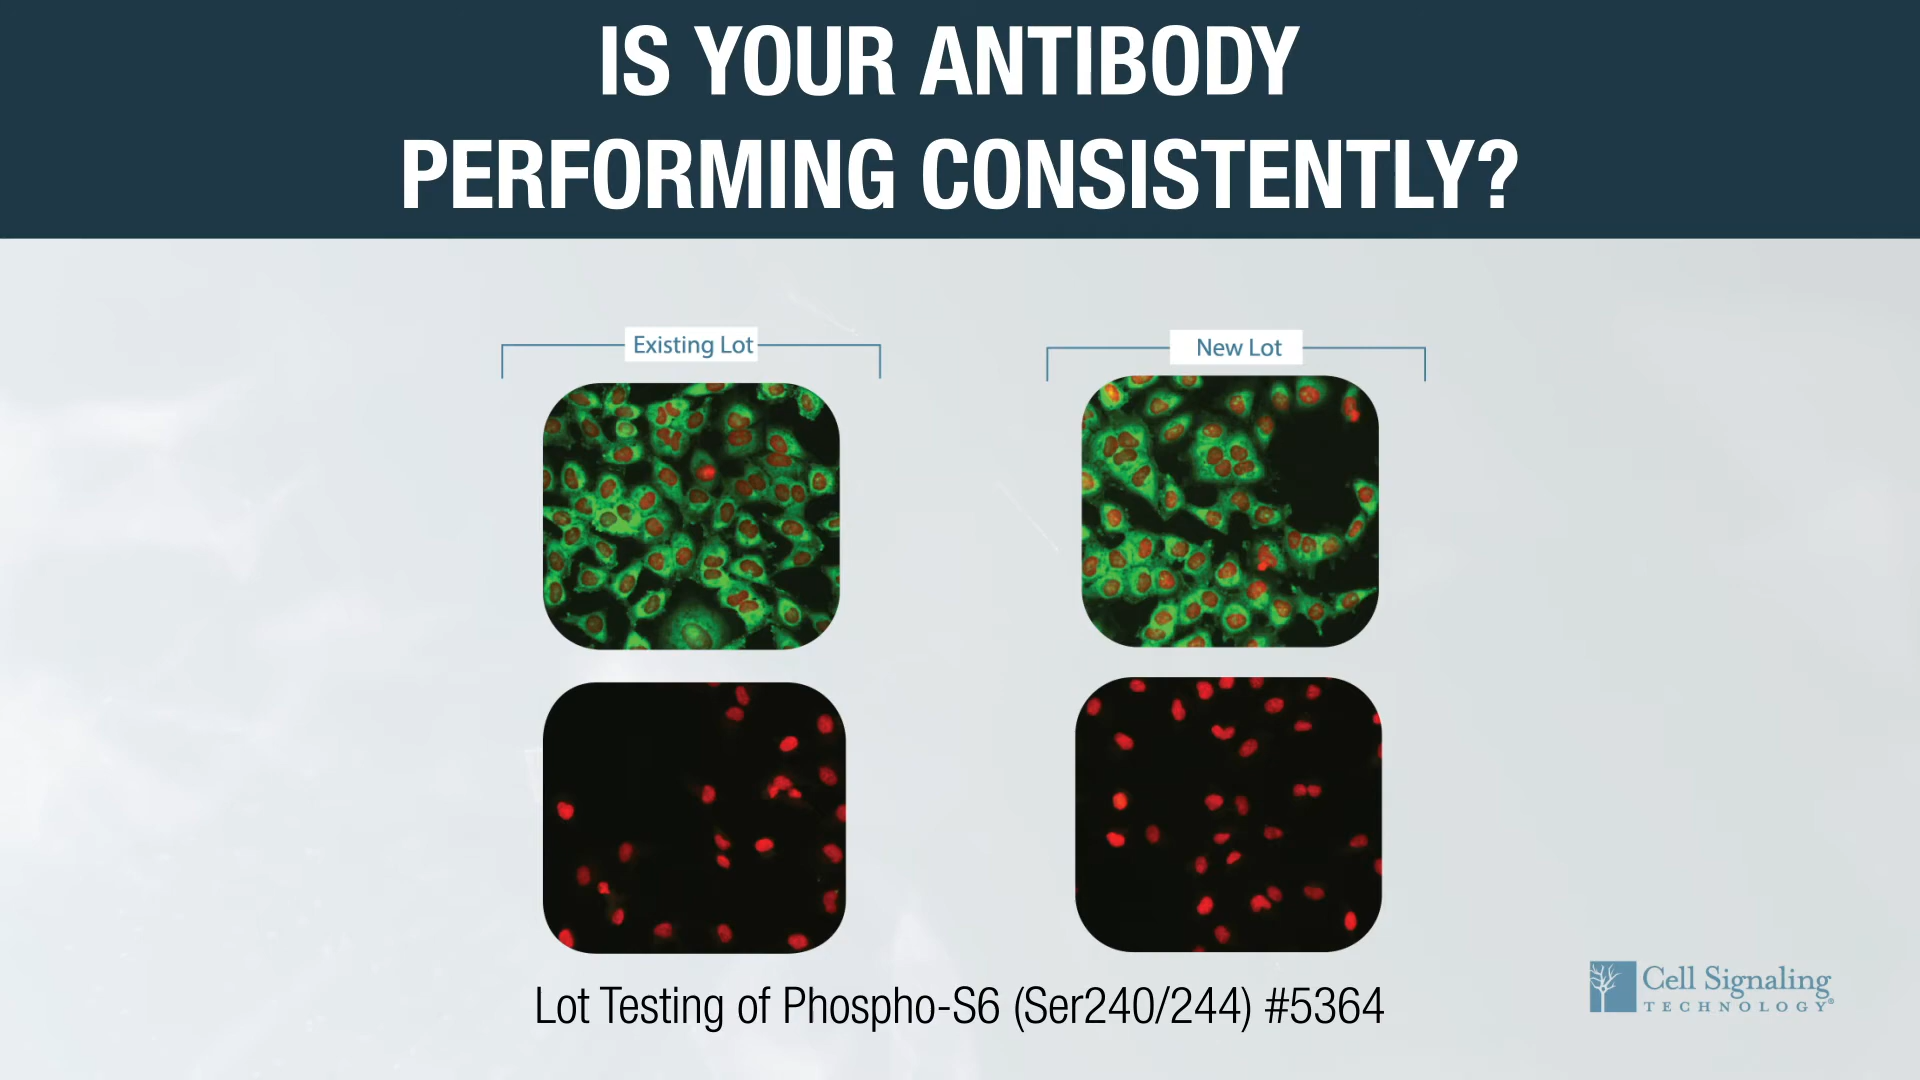 IS YOUR ANTIBODY
PERFORMING CONSISTENTLY?
Existing Lot
New Lot
Lot Testing of Phospho-S6 (Ser240/244) #5364
Cell Signaling
TECHNOLOGY®